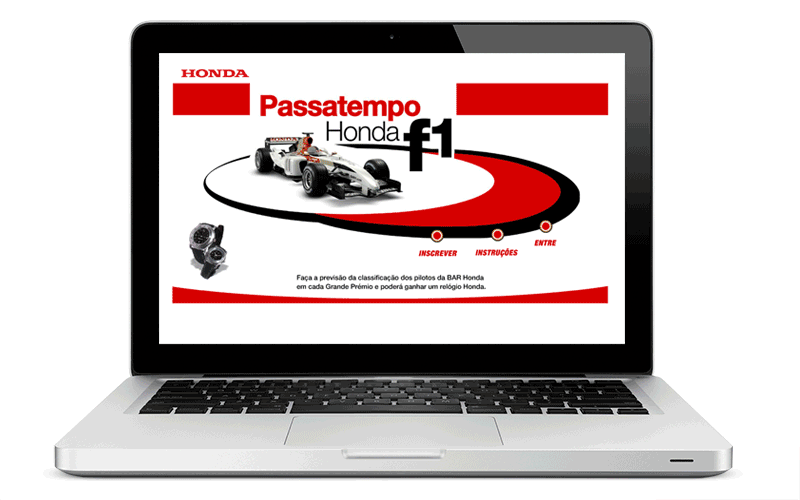 HONDA
Passatempo
Honda f1
INSCREVER
INSTRUÇÕES
ENTRE
Faça a previsão da classificação dos pilotos da BAR Honda
em cada Grande Prémio e poderá ganhar um relógio Honda.